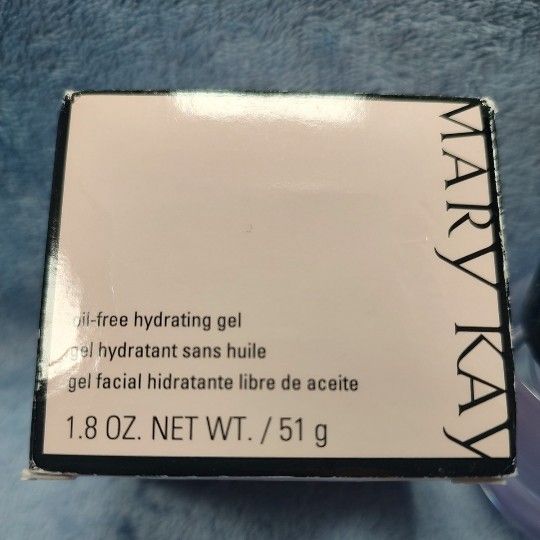 oil-free hydrating gel
gel hydratant sans huile
gel facial hidratante libre de aceite
1.8 OZ. NET WT. / 51 g
MARY KAY